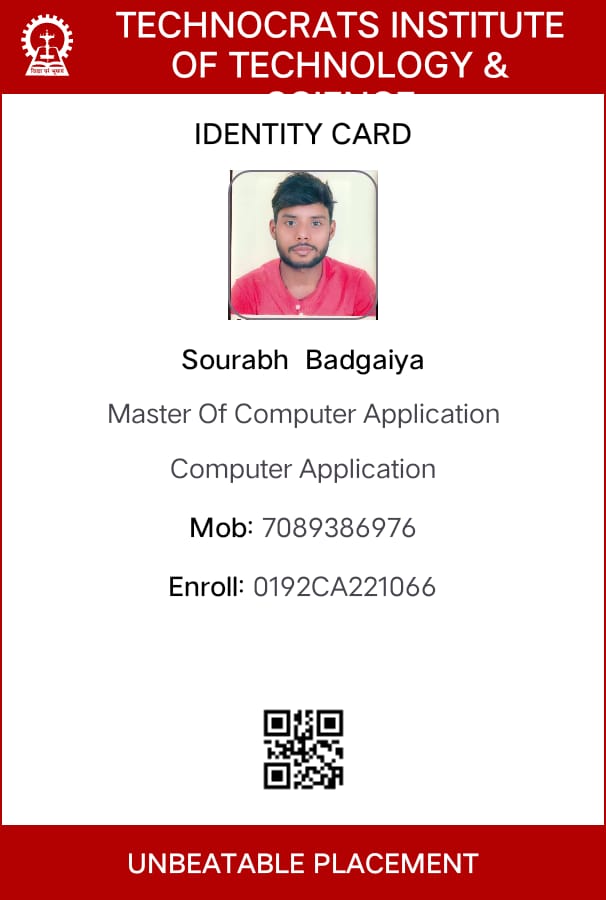 TECHNOCRATS INSTITUTE
OF TECHNOLOGY &
IDENTITY CARD
Sourabh Badgaiya
Master Of Computer Application
Computer Application
Mob: 7089386976
Enroll: 0192CA221066
UNBEATABLE PLACEMENT